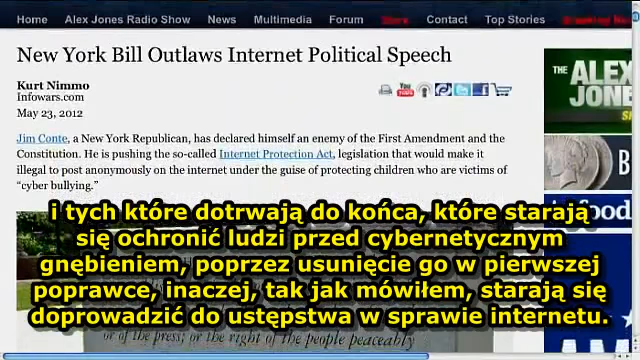 Home Alex Jones Radio Show News Multimedia Forum Store Contact Top Stories Breaking
New York Bill Outlaws Internet Political Speech
Kurt Nimmo
Infowars.com
May 23, 2012
Jim Conte, a New York Republican, has declared himself an enemy of the First Amendment and the
Constitution. He is pushing the so-called Internet Protection Act, legislation that would make it
illegal to post anonymously on the internet under the guise of protecting children who are victims of
“cyber bullying.”
THE
ALEX
JONES
i tych które dotrwają do końca, które starają
się ochronić ludzi przed cybernetycznym
gnębieniem, poprzez usunięcie go w pierwszej
poprawce, inaczej, tak jak mówiłem, starają się
doprowadzić do ustępstwa w sprawie internetu.
of the press; or the right of the people peaceably